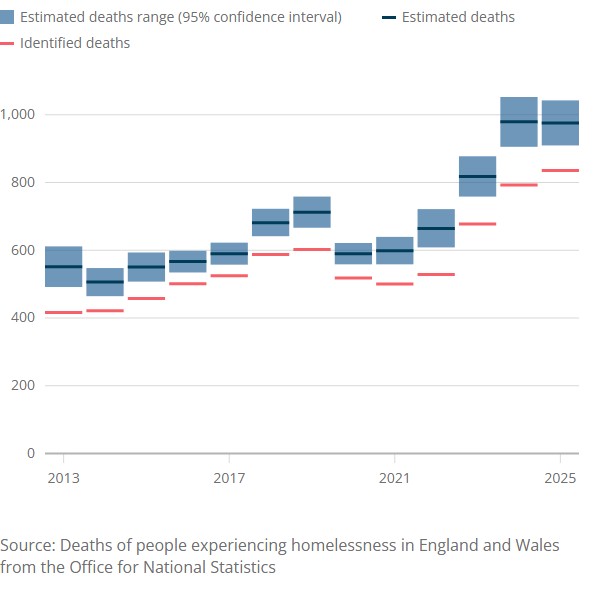 Estimated deaths range (95% confidence interval) Estimated deaths
Identified deaths
1,000
800
600
400
200
0
2013 2017 2021 2025
Source: Deaths of people experiencing homelessness in England and Wales
from the Office for National Statistics